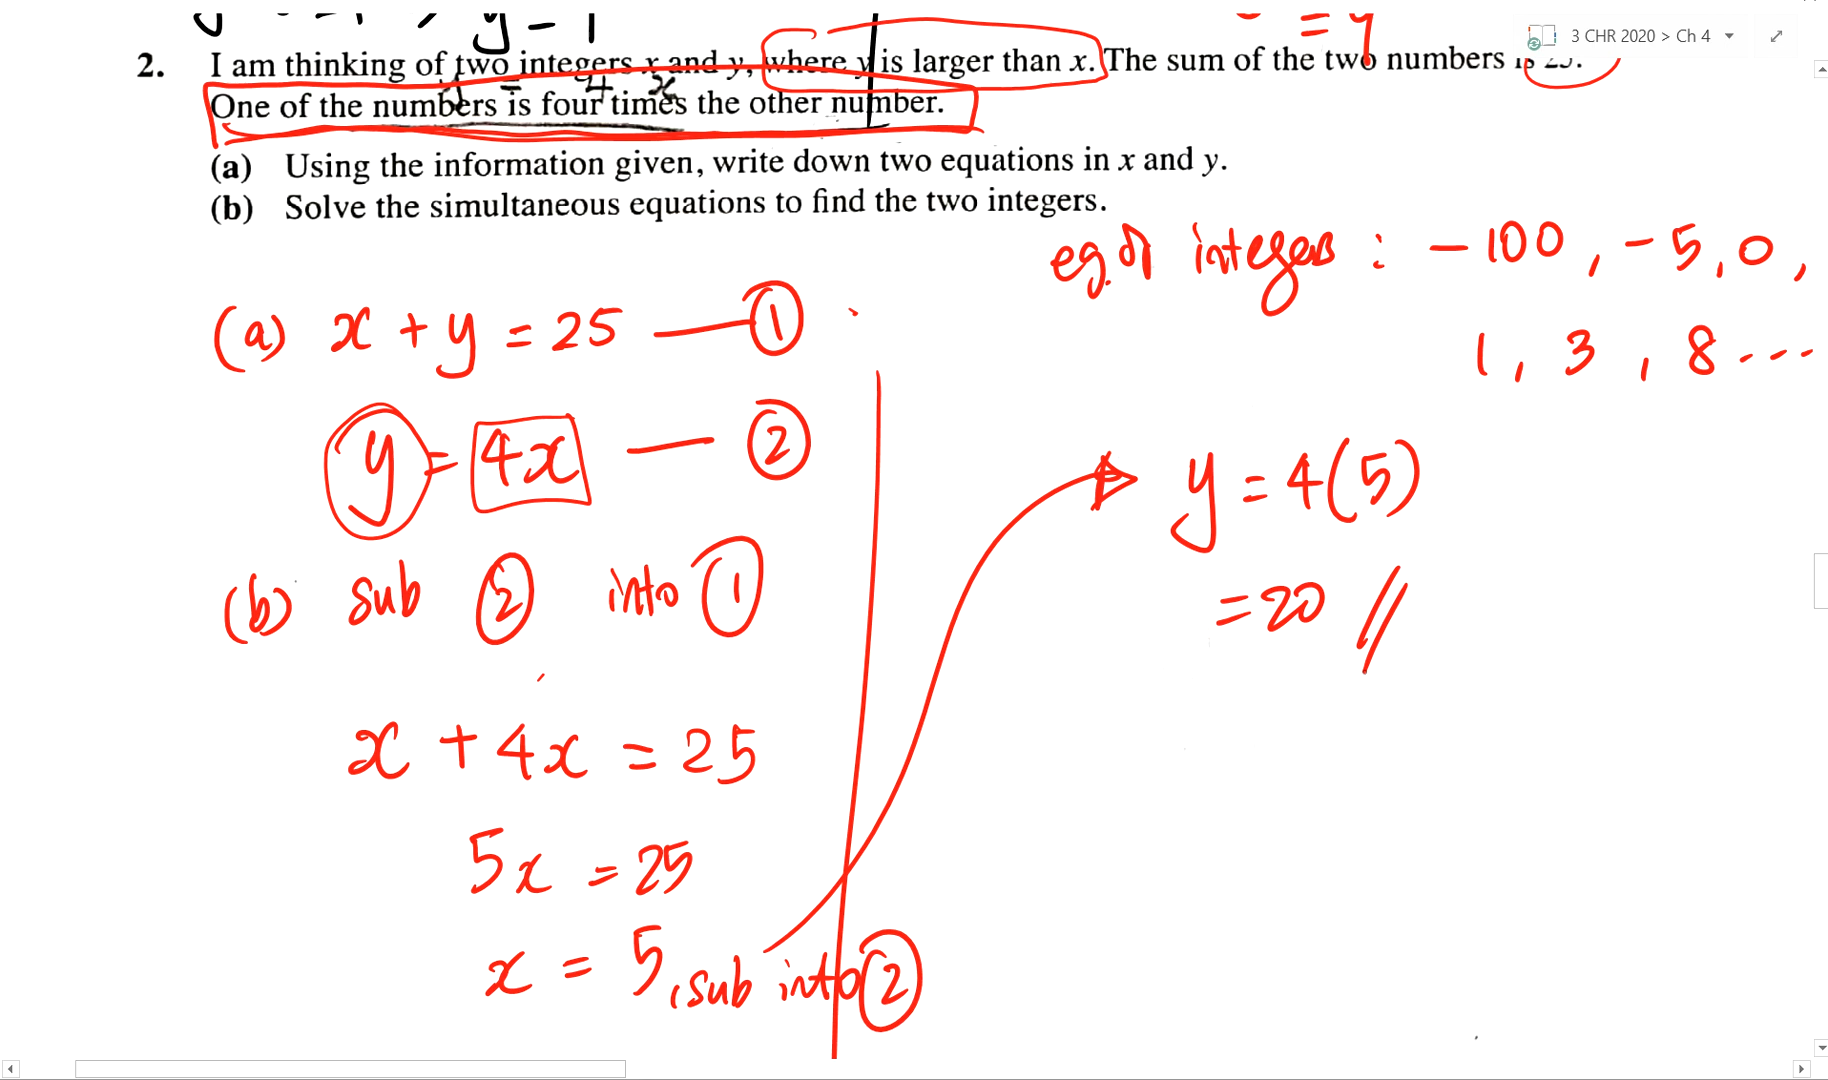 y - 1
= y
3 CHR 2020 > Ch 4
2. I am thinking of two integers x and y, where y is larger than x. The sum of the two numbers is 25.
y = 4 x
One of the numbers is four times the other number.
(a) Using the information given, write down two equations in x and y.
(b) Solve the simultaneous equations to find the two integers.
eg. of integers : -100, -5, 0,
1, 3, 8 ...
(a) x + y = 25 — ①
y = 4x — ②
(b) sub ② into ①
x + 4x = 25
5x = 25
x = 5, sub into ②
y = 4(5)
= 20 //